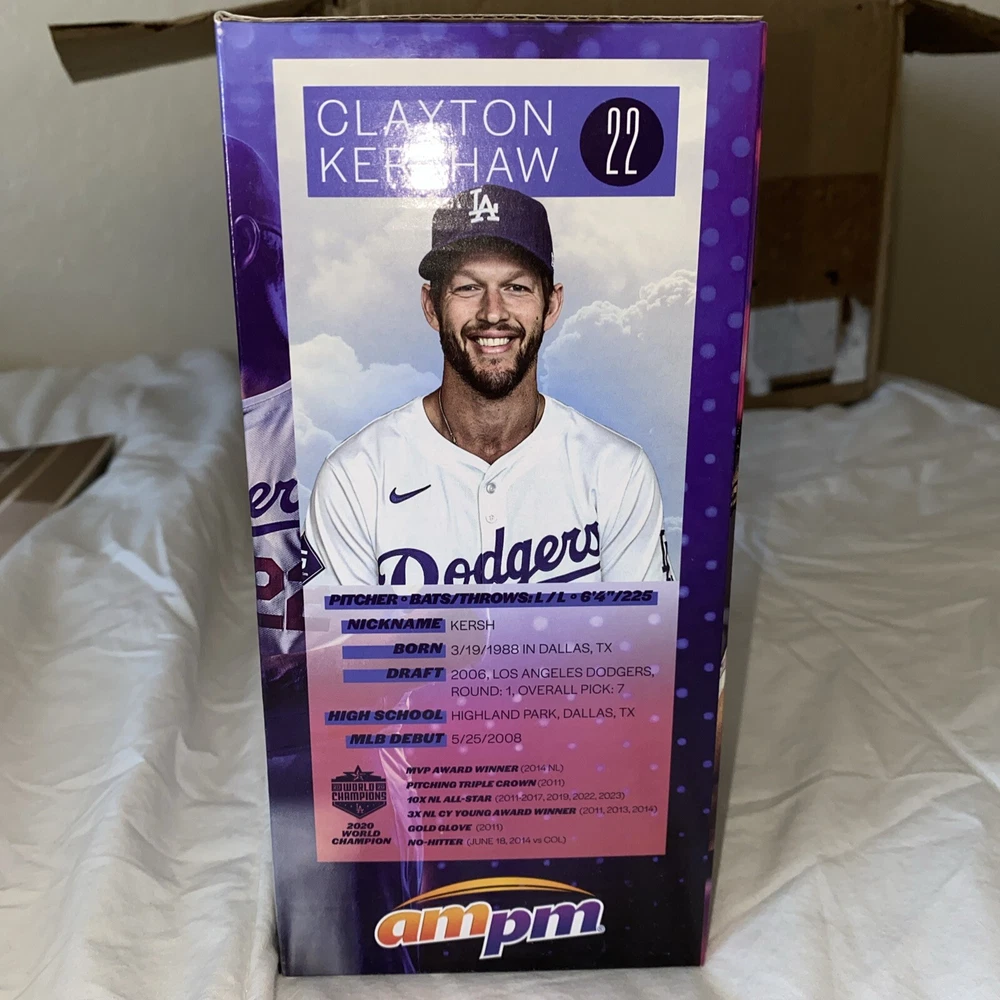 CLAYTON
KERSHAW
22
LA
Dodgers
er
PITCHER • BATS/THROWS: L/L • 6'4"/225
NICKNAME KERSH
BORN 3/19/1988 IN DALLAS, TX
DRAFT 2006, LOS ANGELES DODGERS,
ROUND: 1, OVERALL PICK: 7
HIGH SCHOOL HIGHLAND PARK, DALLAS, TX
MLB DEBUT 5/25/2008
WORLD
CHAMPIONS
2020
WORLD
CHAMPION
MVP AWARD WINNER (2014 NL)
PITCHING TRIPLE CROWN (2011)
10X NL ALL-STAR (2011-2017, 2019, 2022, 2023)
3X NL CY YOUNG AWARD WINNER (2011, 2013, 2014)
GOLD GLOVE (2011)
NO-HITTER (JUNE 18, 2014 vs COL)
ampm